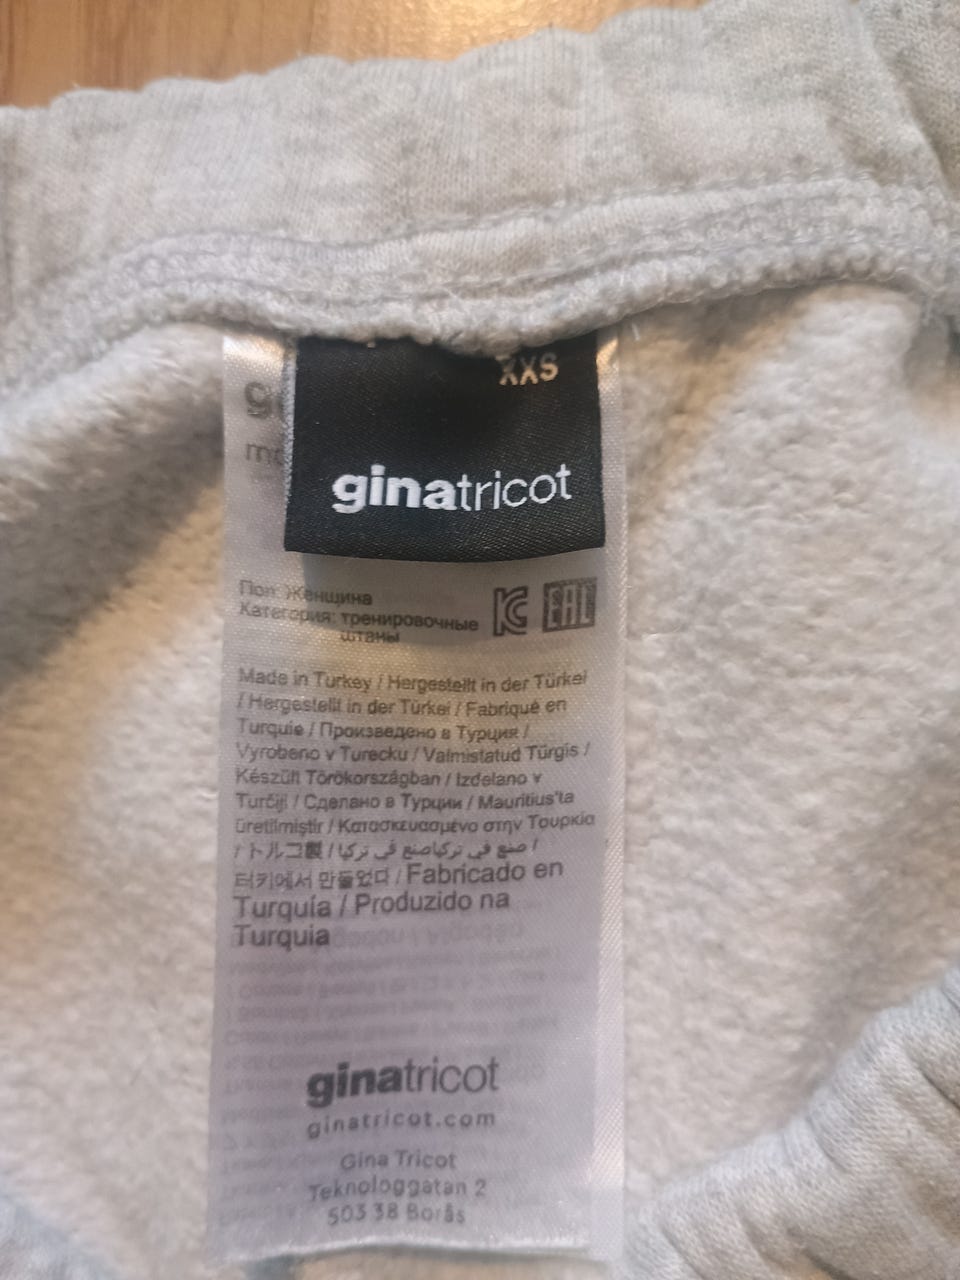 XXS
ginatricot
Пол: Женщина
Категория: тренировочные
штаны
EAC
Made in Turkey / Hergestellt in der Türkei
/ Hergestellt in der Türkei / Fabriqué en
Turquie / Произведено в Турция /
Vyrobeno v Turecku / Valmistatud Türgis /
Készült Törökországban / Izdelano v
Turčiji / Сделано в Турции / Mauritius'ta
üretilmiştir / Κατασκευασμένο στην Τουρκία
/ トルコ製 / صنع في تركياصنع في تركيا /
터키에서 만들었다 / Fabricado en
Turquía / Produzido na
Turquia
ginatricot
ginatricot.com
Gina Tricot
Teknologgatan 2
503 38 Borås